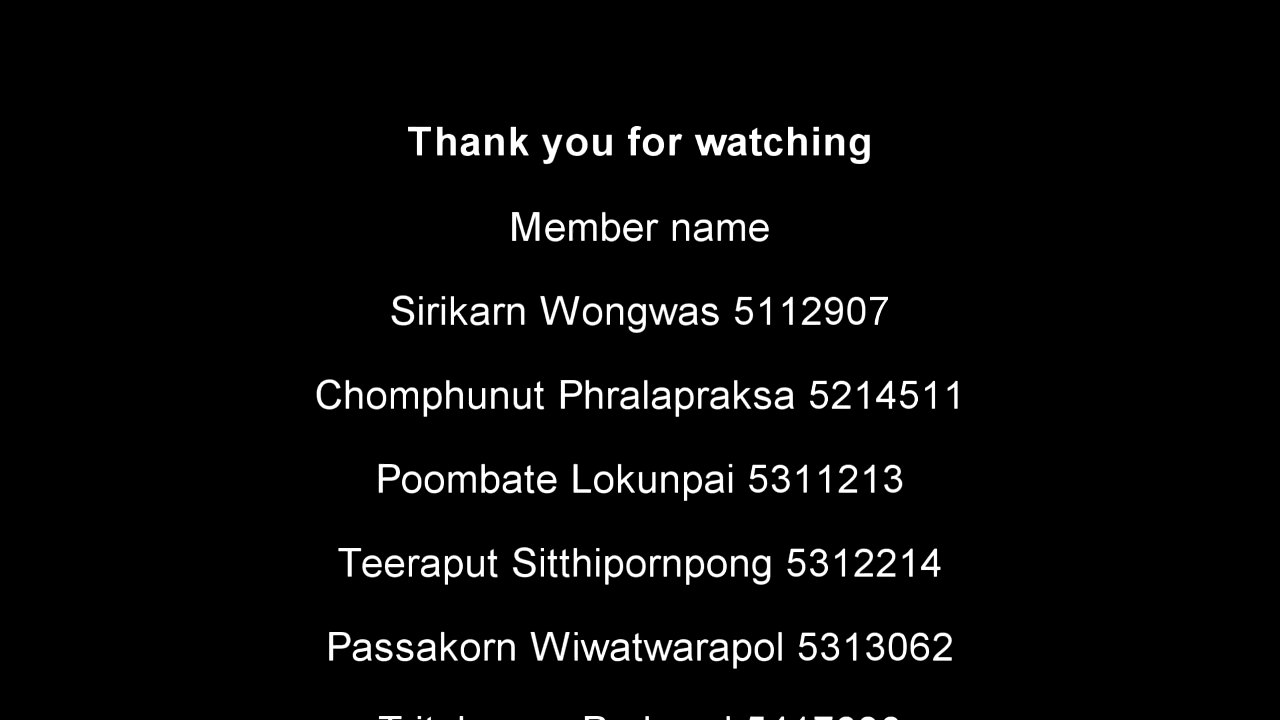 Thank you for watching
Member name
Sirikarn Wongwas 5112907
Chomphunut Phralapraksa 5214511
Poombate Lokunpai 5311213
Teeraput Sitthipornpong 5312214
Passakorn Wiwatwarapol 5313062